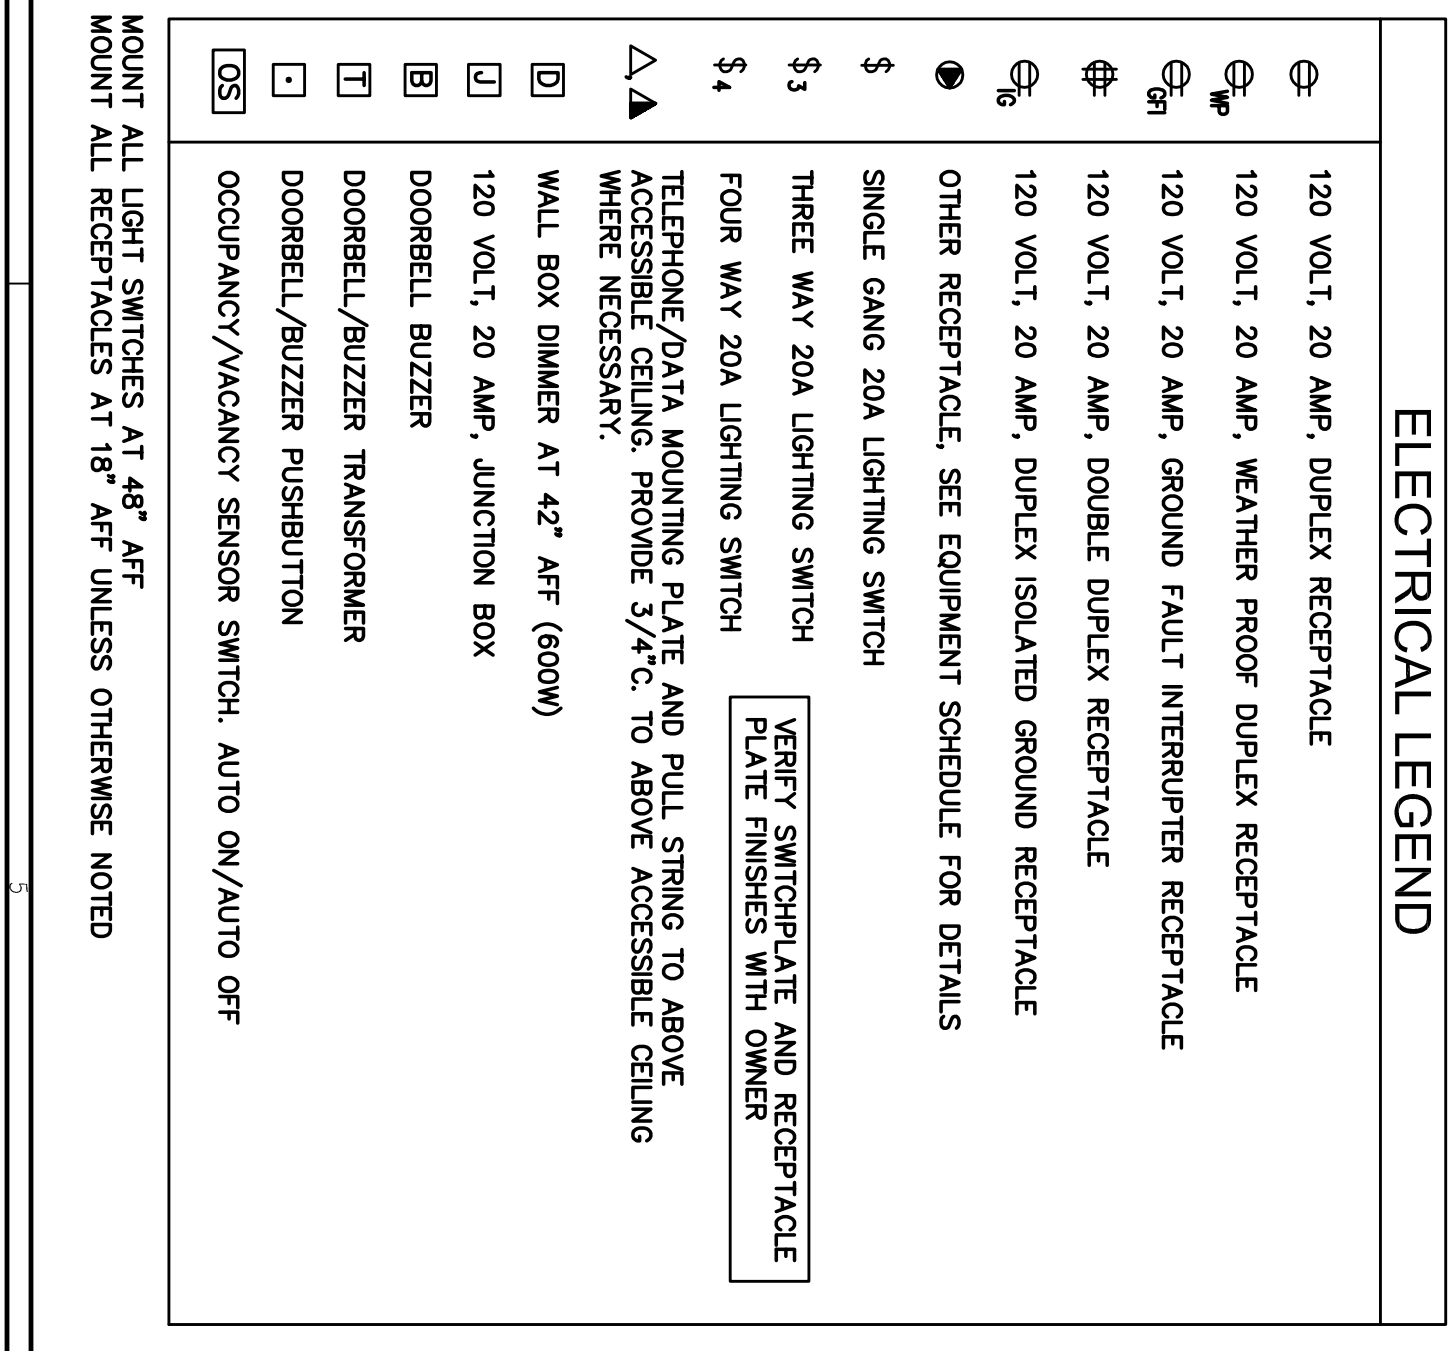 ELECTRICAL LEGEND
120 VOLT, 20 AMP, DUPLEX RECEPTACLE
WP 120 VOLT, 20 AMP, WEATHER PROOF DUPLEX RECEPTACLE
GFI 120 VOLT, 20 AMP, GROUND FAULT INTERRUPTER RECEPTACLE
120 VOLT, 20 AMP, DOUBLE DUPLEX RECEPTACLE
IG 120 VOLT, 20 AMP, DUPLEX ISOLATED GROUND RECEPTACLE
OTHER RECEPTACLE, SEE EQUIPMENT SCHEDULE FOR DETAILS
$ SINGLE GANG 20A LIGHTING SWITCH
$3 THREE WAY 20A LIGHTING SWITCH
$4 FOUR WAY 20A LIGHTING SWITCH
VERIFY SWITCHPLATE AND RECEPTACLE
PLATE FINISHES WITH OWNER
TELEPHONE/DATA MOUNTING PLATE AND PULL STRING TO ABOVE
ACCESSIBLE CEILING. PROVIDE 3/4"C. TO ABOVE ACCESSIBLE CEILING
WHERE NECESSARY.
D WALL BOX DIMMER AT 42" AFF (600W)
J 120 VOLT, 20 AMP, JUNCTION BOX
B DOORBELL BUZZER
T DOORBELL/BUZZER TRANSFORMER
DOORBELL/BUZZER PUSHBUTTON
OS OCCUPANCY/VACANCY SENSOR SWITCH. AUTO ON/AUTO OFF
MOUNT ALL LIGHT SWITCHES AT 48" AFF
MOUNT ALL RECEPTACLES AT 18" AFF UNLESS OTHERWISE NOTED
5